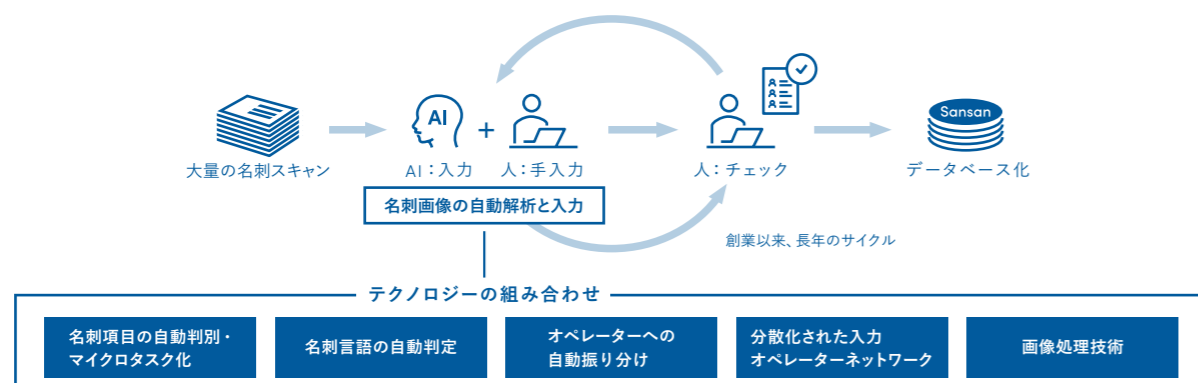 AI
+
Sansan
大量の名刺スキャン
AI：入力
人：手入力
人：チェック
データベース化
名刺画像の自動解析と入力
創業以来、長年のサイクル
テクノロジーの組み合わせ
名刺項目の自動判別・
マイクロタスク化
名刺言語の自動判定
オペレーターへの
自動振り分け
分散化された入力
オペレーターネットワーク
画像処理技術